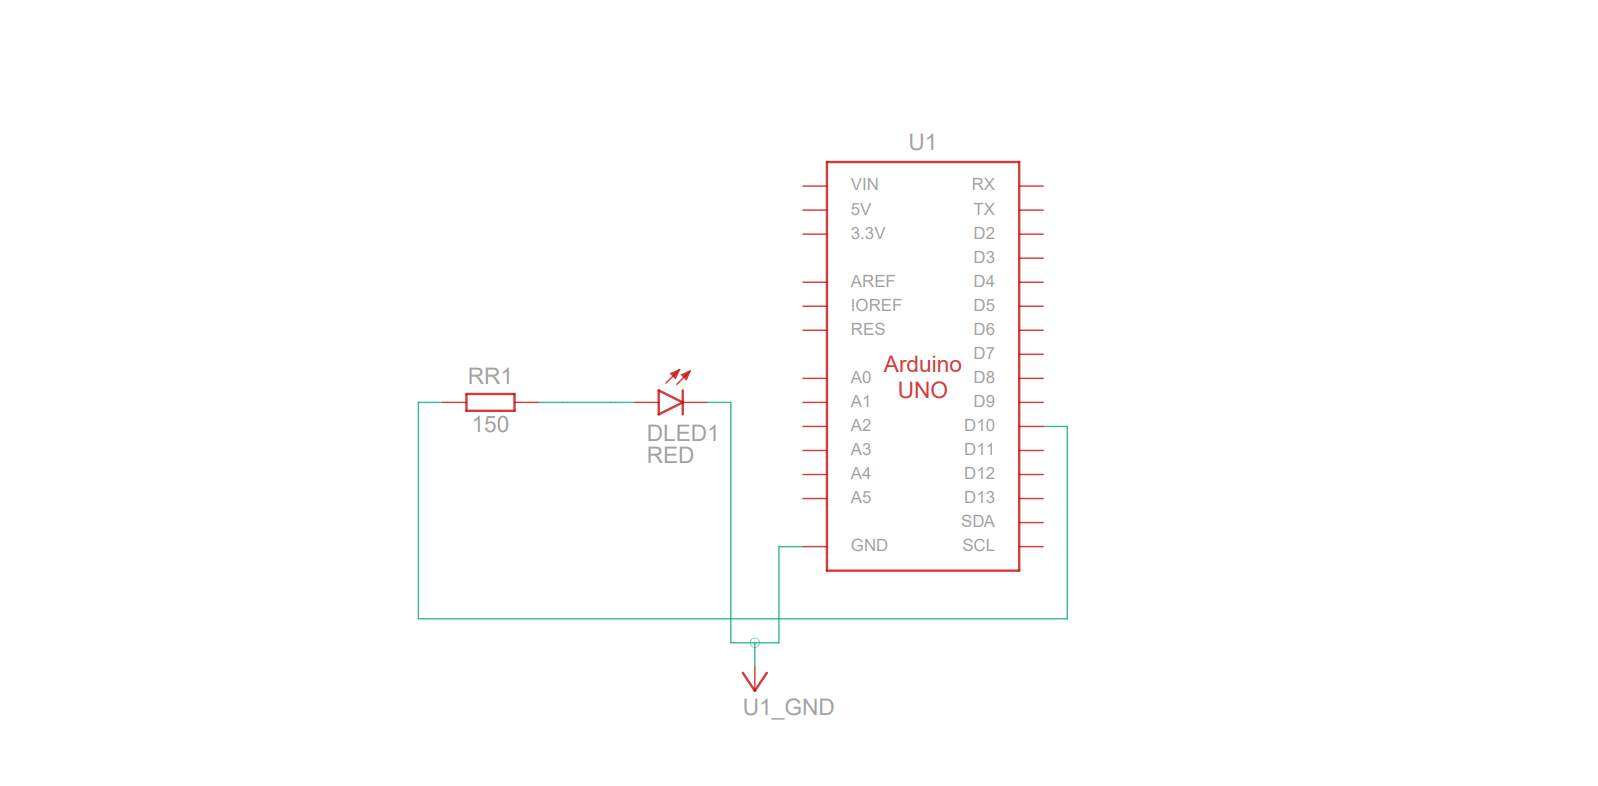 U1
VIN RX
5V TX
3.3V D2
D3
AREF D4
IOREF D5
RES D6
D7
Arduino
UNO
A0 D8
A1 D9
A2 D10
A3 D11
A4 D12
A5 D13
SDA
GND SCL
RR1
150
DLED1
RED
U1_GND